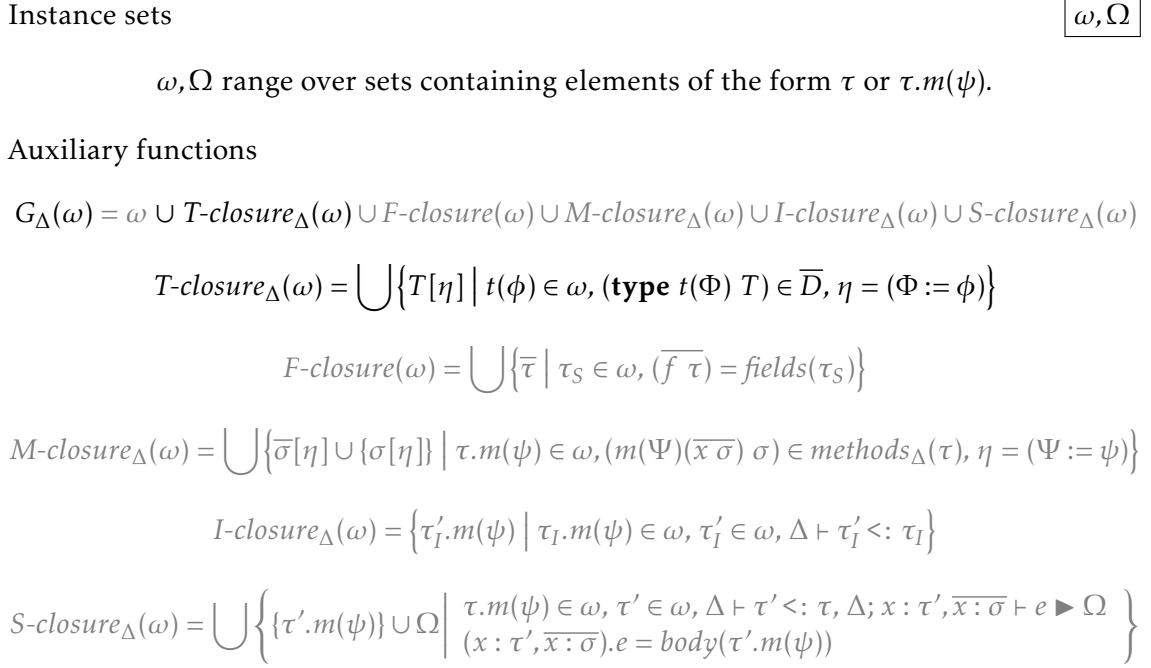 Instance sets
ω, Ω
ω, Ω range over sets containing elements of the form τ or τ.m(ψ).
Auxiliary functions
G_Δ(ω) = ω ∪ T-closure_Δ(ω) ∪ F-closure(ω) ∪ M-closure_Δ(ω) ∪ I-closure_Δ(ω) ∪ S-closure_Δ(ω)
T-closure_Δ(ω) = ⋃{T[η] | t(ϕ) ∈ ω, (type t(Φ) T) ∈ D̅, η = (Φ := ϕ)}
F-closure(ω) = ⋃{τ̅ | τ_S ∈ ω, (f̅ ̅τ̅) = fields(τ_S)}
M-closure_Δ(ω) = ⋃{σ̅[η] ∪ {σ[η]} | τ.m(ψ) ∈ ω, (m(Ψ)(x̅ ̅σ̅) σ) ∈ methods_Δ(τ), η = (Ψ := ψ)}
I-closure_Δ(ω) = {τ′_I.m(ψ) | τ_I.m(ψ) ∈ ω, τ′_I ∈ ω, Δ ⊢ τ′_I <: τ_I}
S-closure_Δ(ω) = ⋃{{τ′.m(ψ)} ∪ Ω | τ.m(ψ) ∈ ω, τ′ ∈ ω, Δ ⊢ τ′ <: τ, Δ; x : τ′, x̅ ̅:̅ ̅σ̅ ⊢ e ▶ Ω
(x : τ′, x̅ ̅:̅ ̅σ̅).e = body(τ′.m(ψ))}